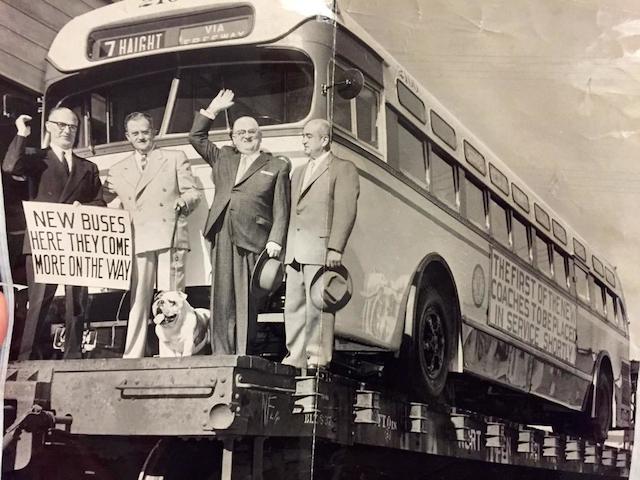 7 HAIGHT
VIA
FREEWAY
NEW BUSES
HERE THEY COME
MORE ON THE WAY
THE FIRST OF THE NEW
COACHES TO BE PLACED
IN SERVICE SHORTLY